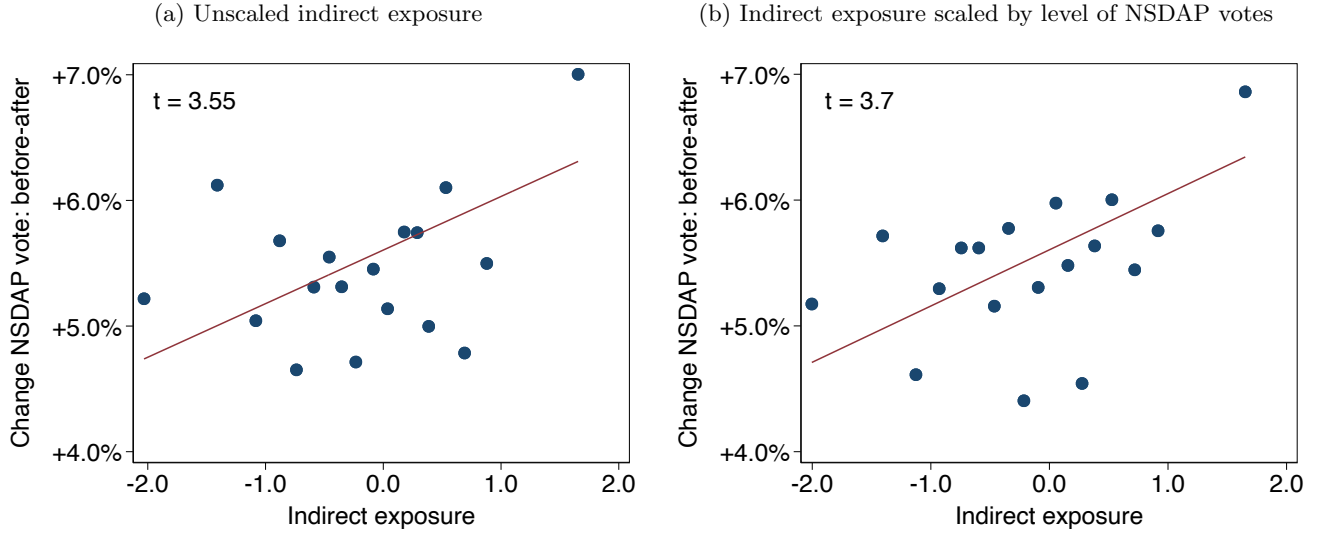 (a) Unscaled indirect exposure
Change NSDAP vote: before-after
+7.0%
+6.0%
+5.0%
+4.0%
t = 3.55
-2.0 -1.0 0.0 1.0 2.0
Indirect exposure
(b) Indirect exposure scaled by level of NSDAP votes
Change NSDAP vote: before-after
+7.0%
+6.0%
+5.0%
+4.0%
t = 3.7
-2.0 -1.0 0.0 1.0 2.0
Indirect exposure